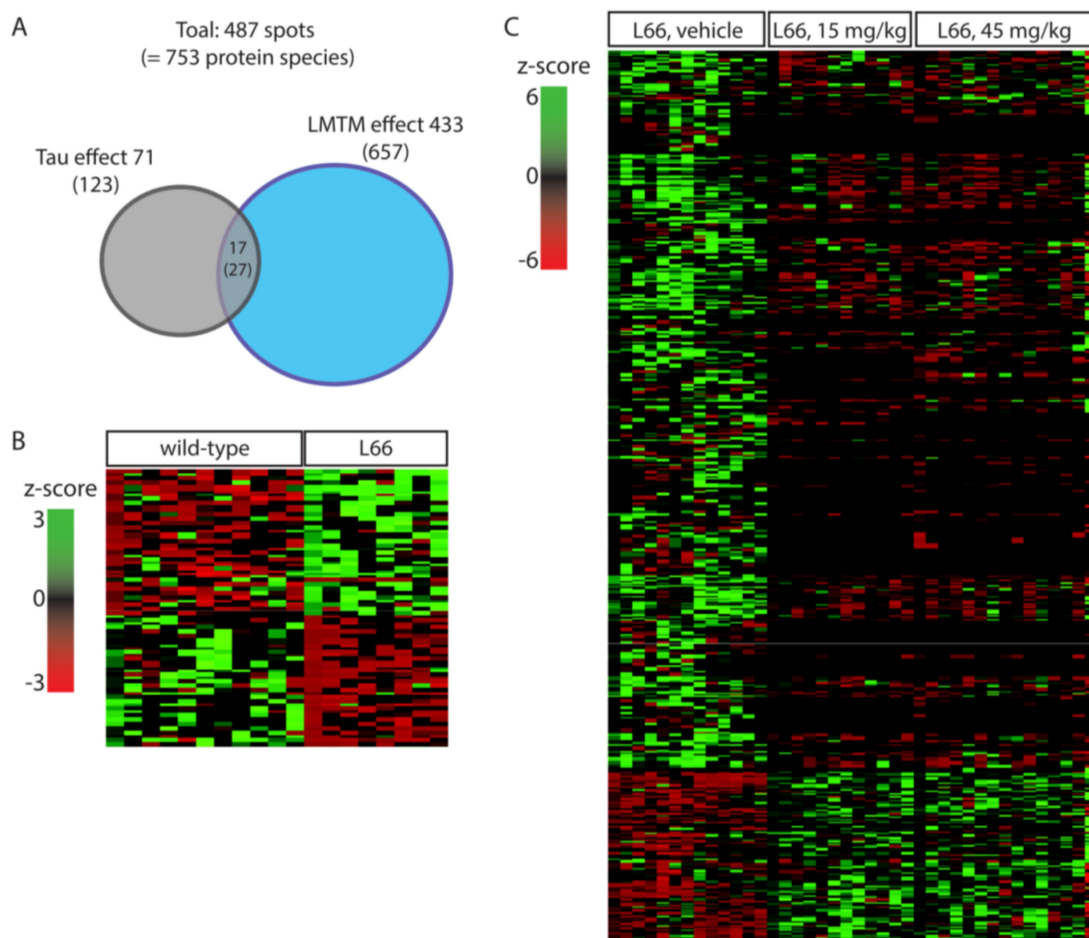 A
Toal: 487 spots
(= 753 protein species)
Tau effect 71
(123)
LMTM effect 433
(657)
17
(27)
B
wild-type
L66
z-score
3
0
-3
C
L66, vehicle
L66, 15 mg/kg
L66, 45 mg/kg
z-score
6
0
-6